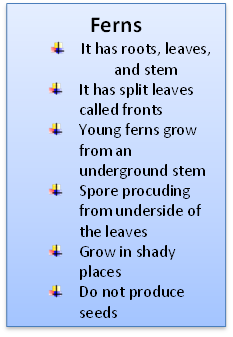 Ferns
It has roots, leaves,
and stem
It has split leaves
called fronts
Young ferns grow
from an
underground stem
Spore procuding
from underside of
the leaves
Grow in shady
places
Do not produce
seeds